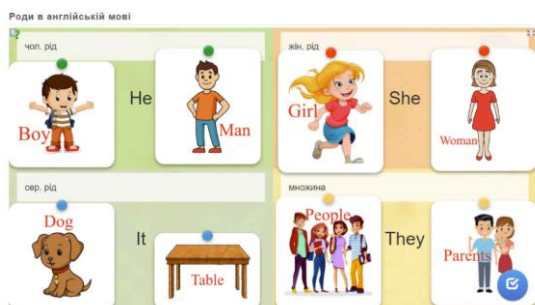 Роди в англійській мові
чол. рід
жін. рід
Boy
He
Man
Girl
She
Woman
сер. рід
множина
Dog
It
Table
People
They
Parents